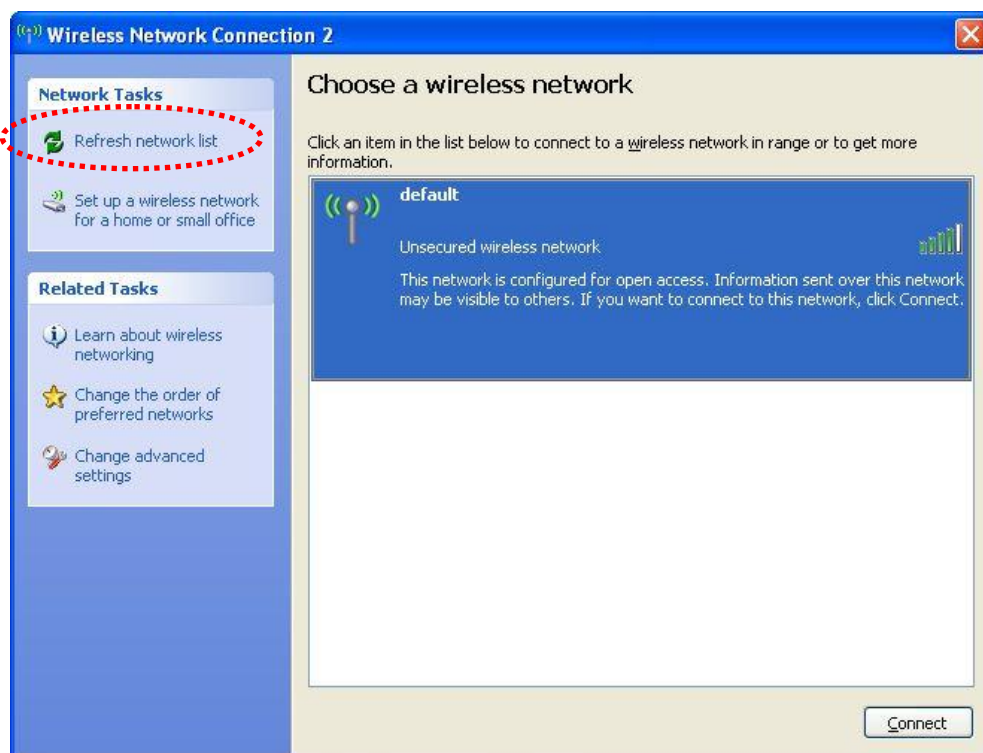 Wireless Network Connection 2
Network Tasks
Refresh network list
Set up a wireless network
for a home or small office
Related Tasks
Learn about wireless
networking
Change the order of
preferred networks
Change advanced
settings
Choose a wireless network
Click an item in the list below to connect to a wireless network in range or to get more
information.
default
Unsecured wireless network
This network is configured for open access. Information sent over this network
may be visible to others. If you want to connect to this network, click Connect.
Connect